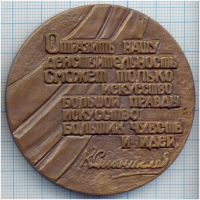 Отразить нашу
действительность
сможет только
искусство
большой правды
искусство
больших чувств
и идей